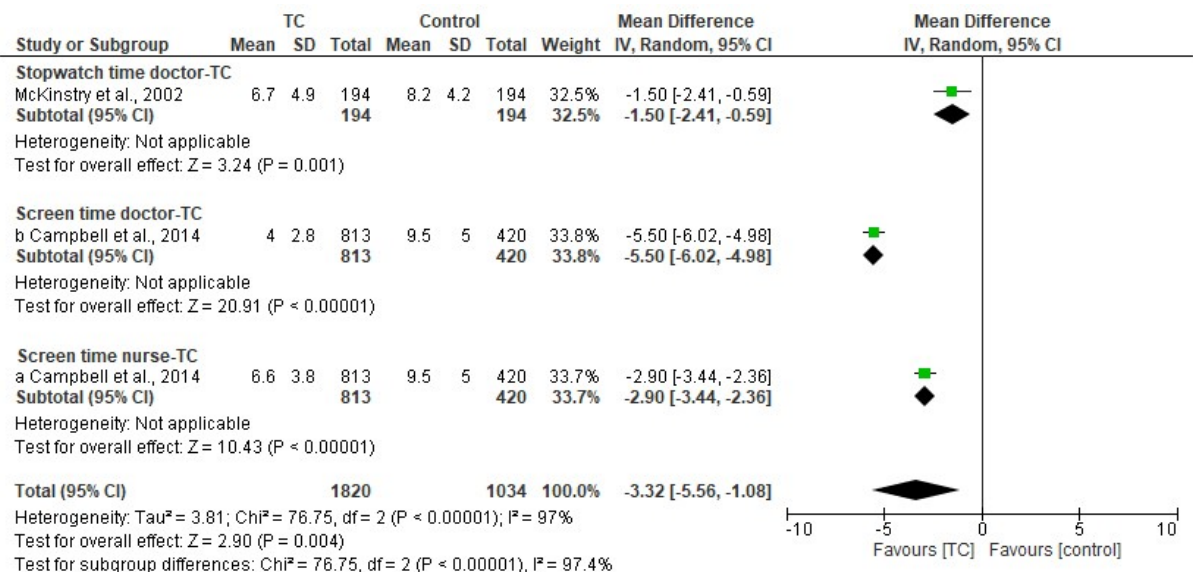 TC Control Mean Difference Mean Difference
Study or Subgroup Mean SD Total Mean SD Total Weight IV, Random, 95% CI IV, Random, 95% CI
Stopwatch time doctor-TC
McKinstry et al., 2002 6.7 4.9 194 8.2 4.2 194 32.5% -1.50 [-2.41, -0.59]
Subtotal (95% CI) 194 194 32.5% -1.50 [-2.41, -0.59]
Heterogeneity: Not applicable
Test for overall effect: Z = 3.24 (P = 0.001)
Screen time doctor-TC
b Campbell et al., 2014 4 2.8 813 9.5 5 420 33.8% -5.50 [-6.02, -4.98]
Subtotal (95% CI) 813 420 33.8% -5.50 [-6.02, -4.98]
Heterogeneity: Not applicable
Test for overall effect: Z = 20.91 (P < 0.00001)
Screen time nurse-TC
a Campbell et al., 2014 6.6 3.8 813 9.5 5 420 33.7% -2.90 [-3.44, -2.36]
Subtotal (95% CI) 813 420 33.7% -2.90 [-3.44, -2.36]
Heterogeneity: Not applicable
Test for overall effect: Z = 10.43 (P < 0.00001)
Total (95% CI) 1820 1034 100.0% -3.32 [-5.56, -1.08]
Heterogeneity: Tau² = 3.81; Chi² = 76.75, df = 2 (P < 0.00001); I² = 97%
Test for overall effect: Z = 2.90 (P = 0.004)
Test for subgroup differences: Chi² = 76.75, df = 2 (P < 0.00001), I² = 97.4%
-10 -5 0 5 10
Favours [TC] Favours [control]